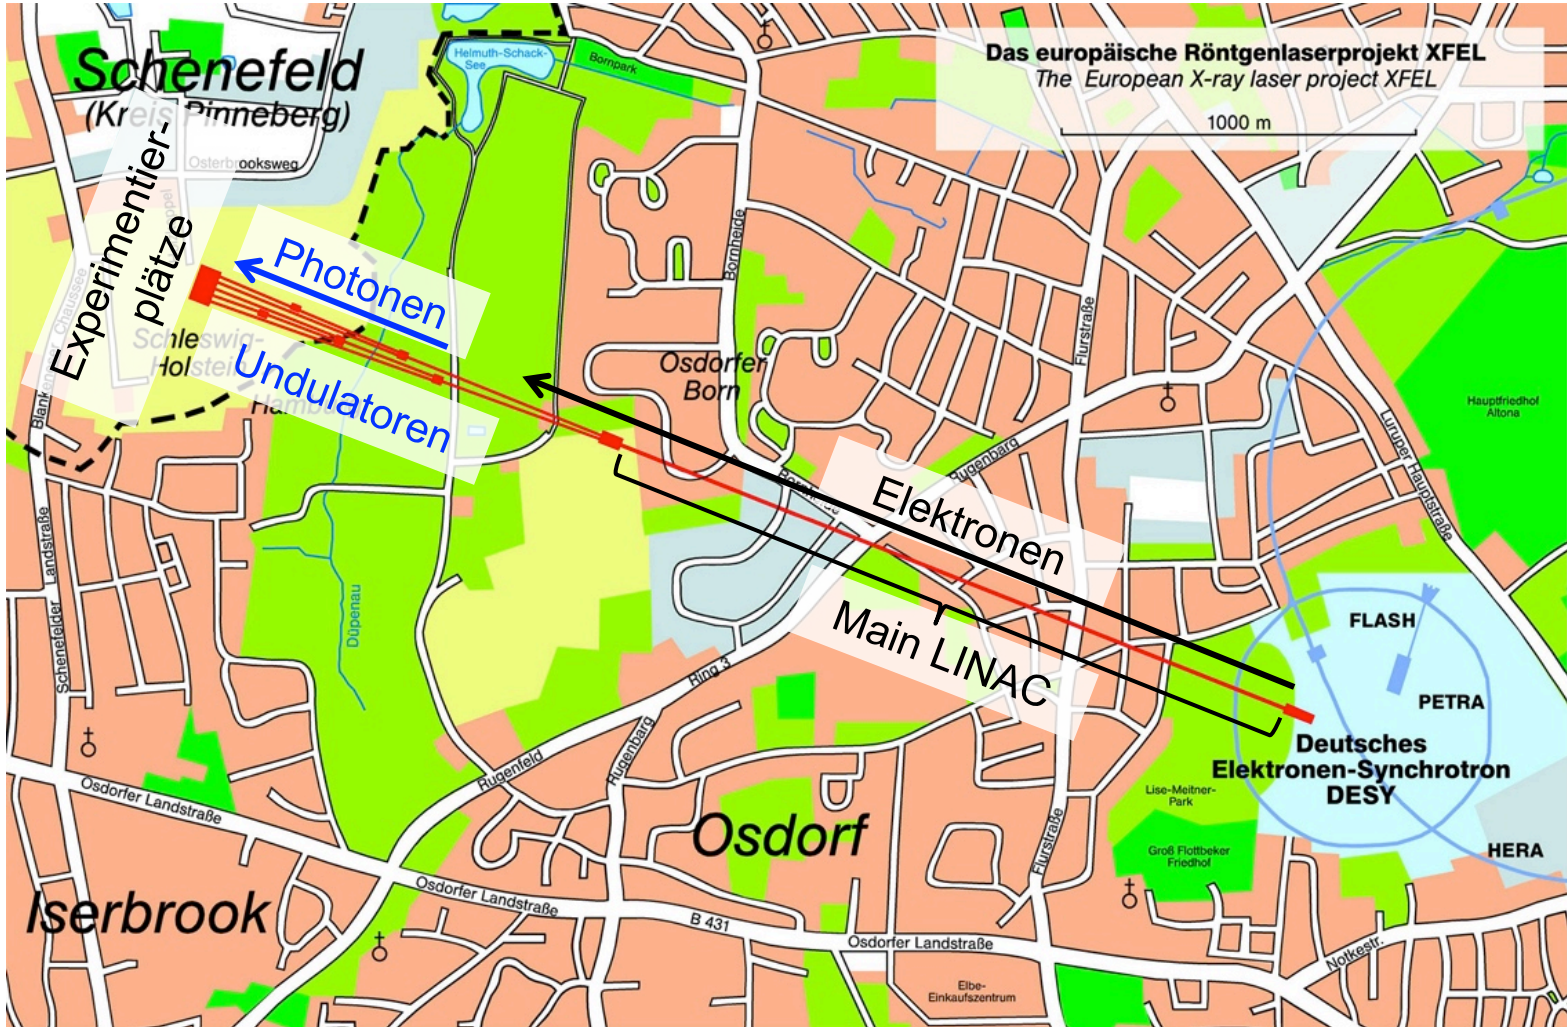 Schenefeld
(Kreis Pinneberg)
Das europäische Röntgenlaserprojekt XFEL
The European X-ray laser project XFEL
1000 m
Helmuth-Schack-
See
Bornpark
Osterbrooksweg
Experimentier-
plätze
Photonen
Undulatoren
Schleswig-
Holstein
Bornheide
Flurstraße
Osdorfer
Born
Hauptfriedhof
Altona
Luruper Hauptstraße
Rugenbarg
Elektronen
Main LINAC
Schenefelder Landstraße
Düpenau
Ring 3
FLASH
PETRA
Deutsches
Elektronen-Synchrotron
DESY
HERA
Lise-Meitner-
Park
Groß Flottbeker
Friedhof
Rugenfeld
Rugenbarg
Flurstraße
Osdorf
Osdorfer Landstraße
Osdorfer Landstraße
B 431
Osdorfer Landstraße
Iserbrook
Elbe-
Einkaufszentrum
Notkestr.